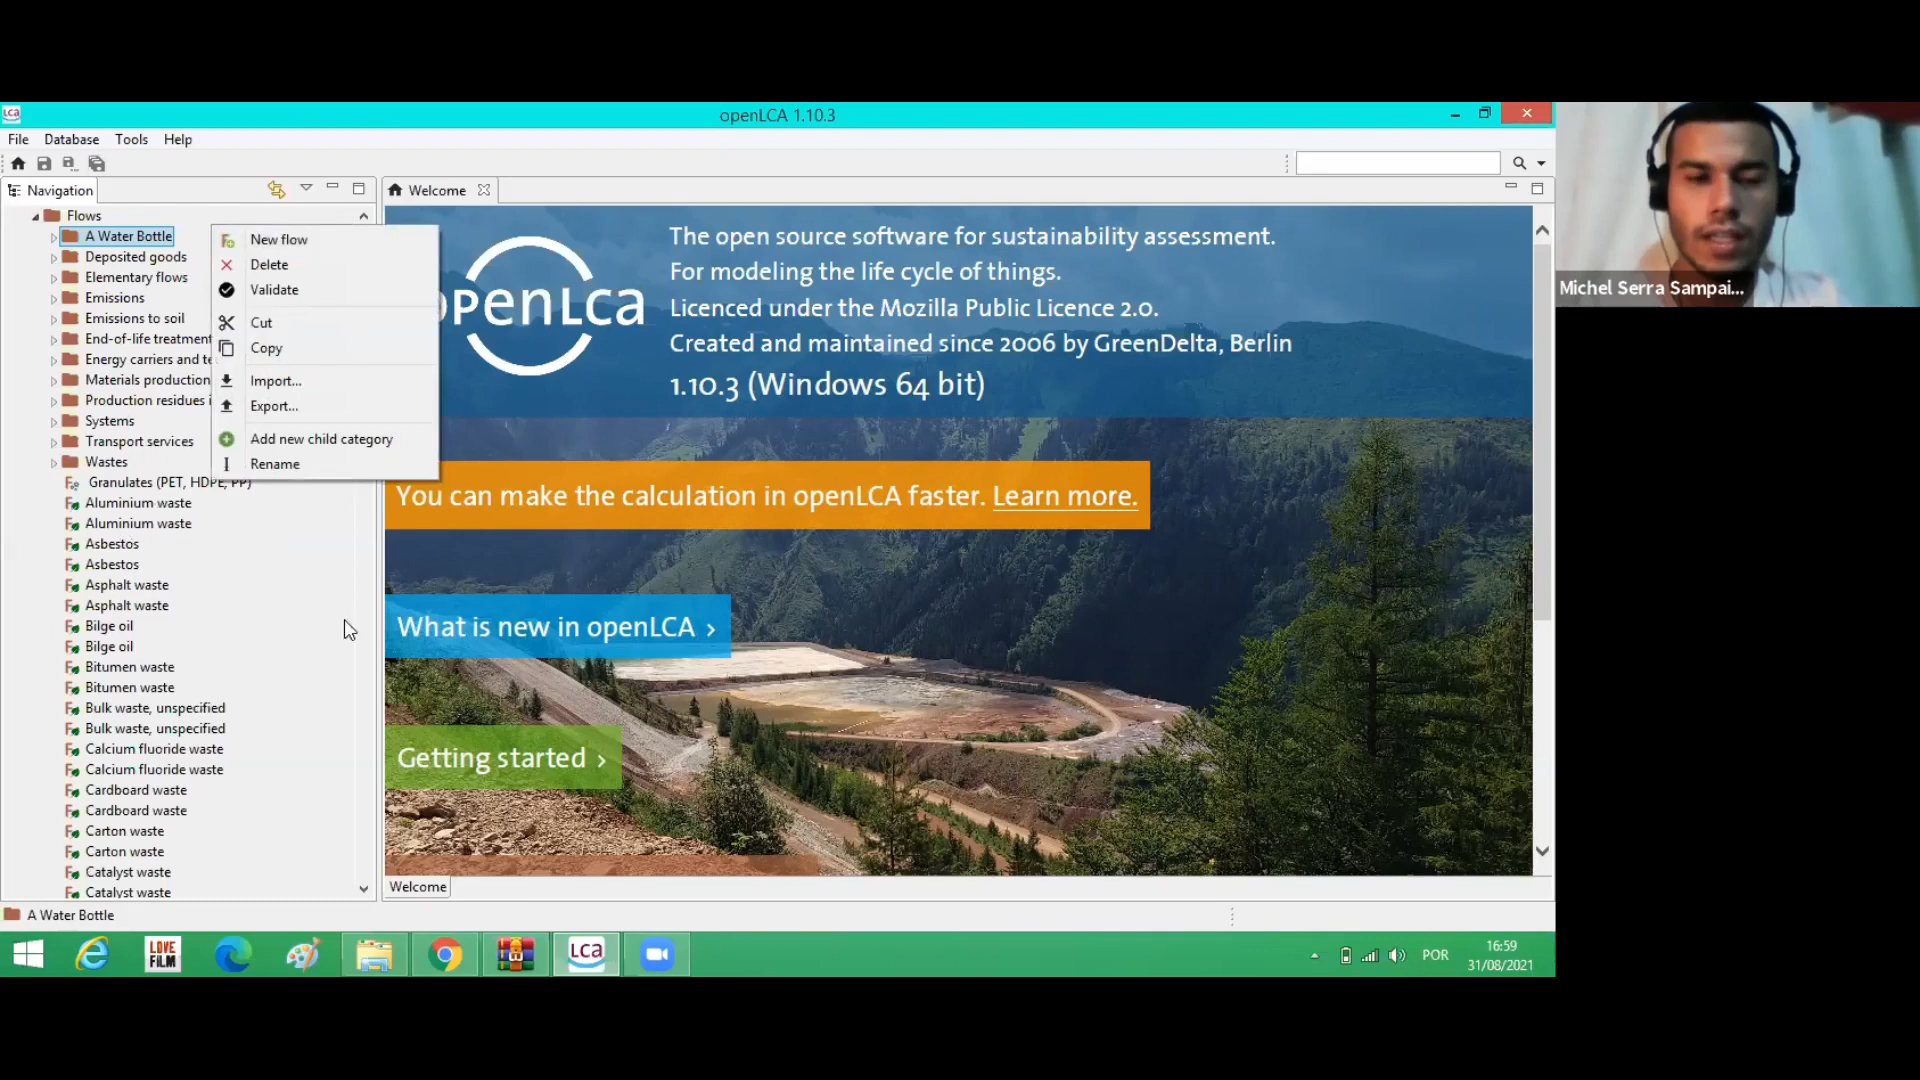 LCA
openLCA 1.10.3
File Database Tools Help
Navigation
Welcome
Flows
A Water Bottle
Deposited goods
Elementary flows
Emissions
Emissions to soil
End-of-life treatment
Energy carriers and te
Materials production
Production residues i
Systems
Transport services
Wastes
Granulates (PET, HDPE, PP)
Aluminium waste
Aluminium waste
Asbestos
Asbestos
Asphalt waste
Asphalt waste
Bilge oil
Bilge oil
Bitumen waste
Bitumen waste
Bulk waste, unspecified
Bulk waste, unspecified
Calcium fluoride waste
Calcium fluoride waste
Cardboard waste
Cardboard waste
Carton waste
Carton waste
Catalyst waste
Catalyst waste
New flow
Delete
Validate
Cut
Copy
Import...
Export...
Add new child category
Rename
openLca
The open source software for sustainability assessment.
For modeling the life cycle of things.
Licenced under the Mozilla Public Licence 2.0.
Created and maintained since 2006 by GreenDelta, Berlin
1.10.3 (Windows 64 bit)
You can make the calculation in openLCA faster. Learn more.
What is new in openLCA ›
Getting started ›
Welcome
A Water Bottle
LOVE
FILM
LCA
POR
16:59
31/08/2021
Michel Serra Sampai...